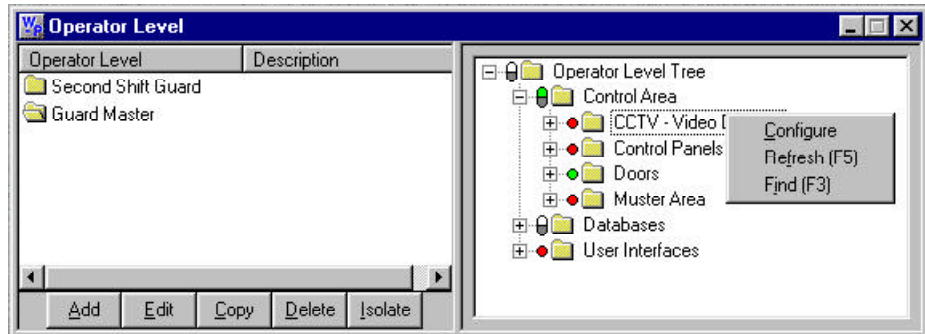 Operator Level
Operator Level Description
Second Shift Guard
Guard Master
Add Edit Copy Delete Isolate
Operator Level Tree
Control Area
CCTV - Video
Control Panels
Doors
Muster Area
Databases
User Interfaces
Configure
Refresh (F5)
Find (F3)